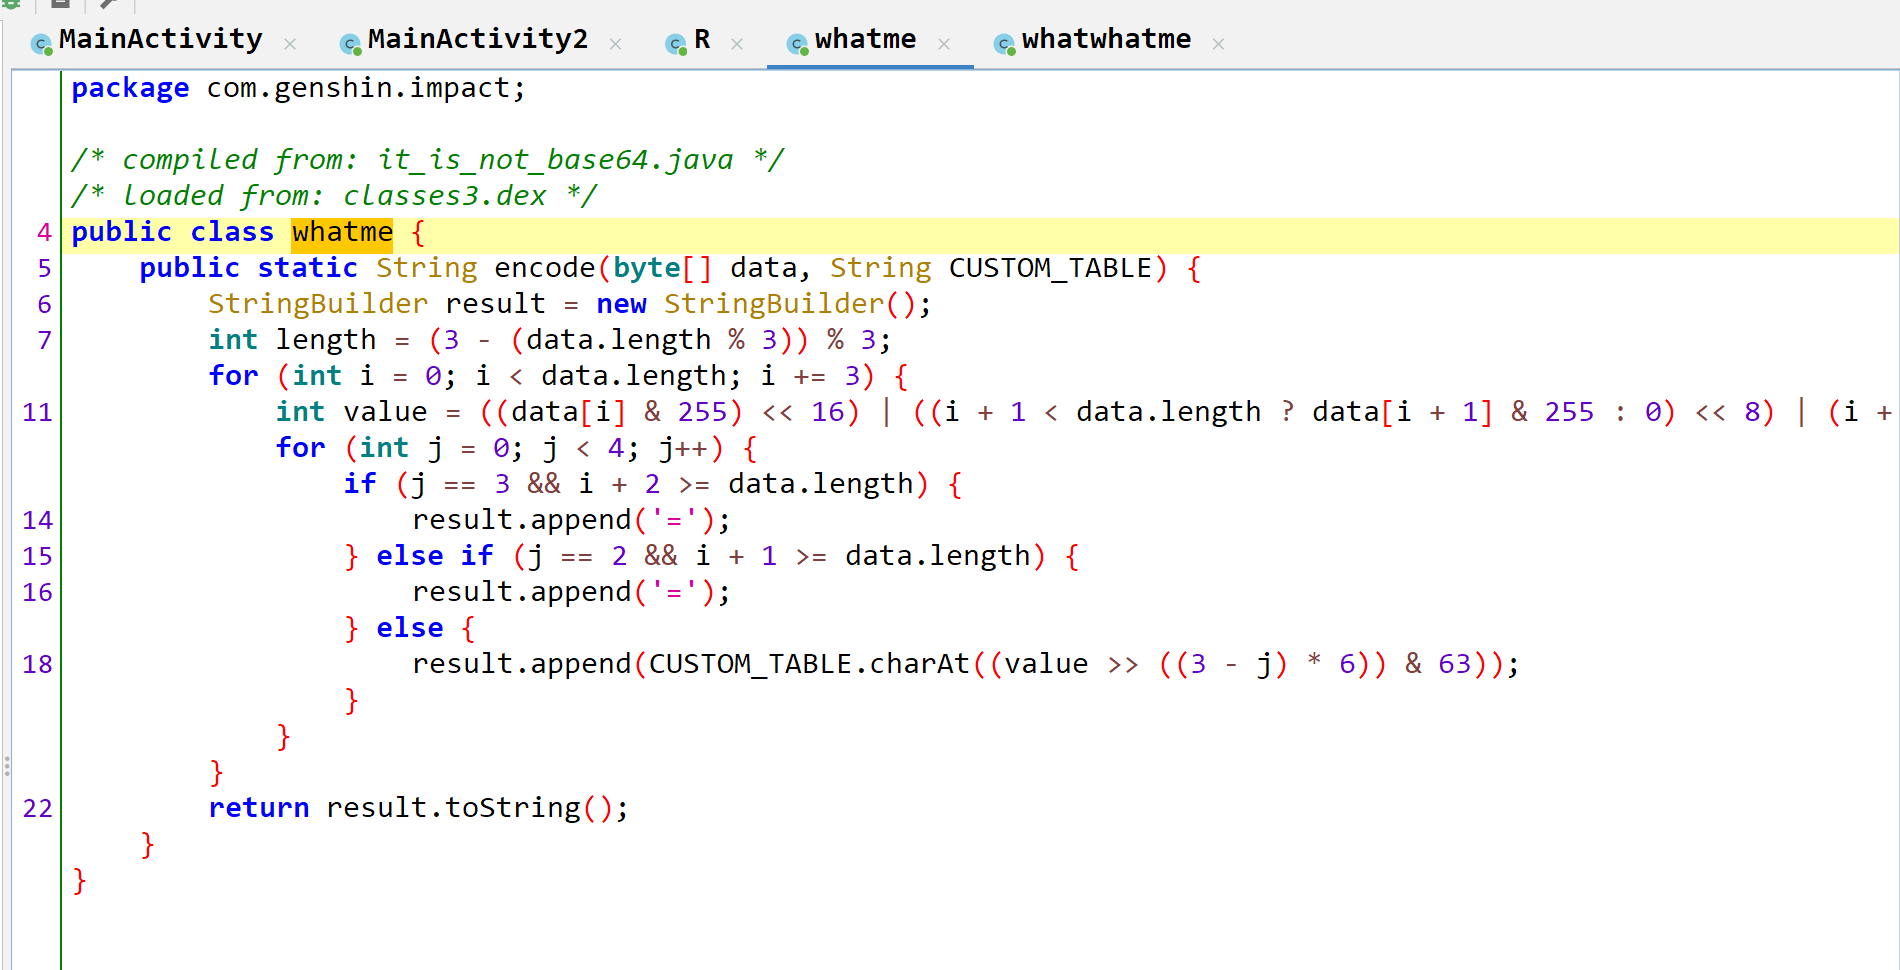 MainActivity × MainActivity2 × R × whatme × whatwhatme ×
package com.genshin.impact;
/* compiled from: it_is_not_base64.java */
/* loaded from: classes3.dex */
4 public class whatme {
5 public static String encode(byte[] data, String CUSTOM_TABLE) {
6 StringBuilder result = new StringBuilder();
7 int length = (3 - (data.length % 3)) % 3;
for (int i = 0; i < data.length; i += 3) {
11 int value = ((data[i] & 255) << 16) | ((i + 1 < data.length ? data[i + 1] & 255 : 0) << 8) | (i +
for (int j = 0; j < 4; j++) {
if (j == 3 && i + 2 >= data.length) {
14 result.append('=');
15 } else if (j == 2 && i + 1 >= data.length) {
16 result.append('=');
} else {
18 result.append(CUSTOM_TABLE.charAt((value >> ((3 - j) * 6)) & 63));
}
}
}
22 return result.toString();
}
}